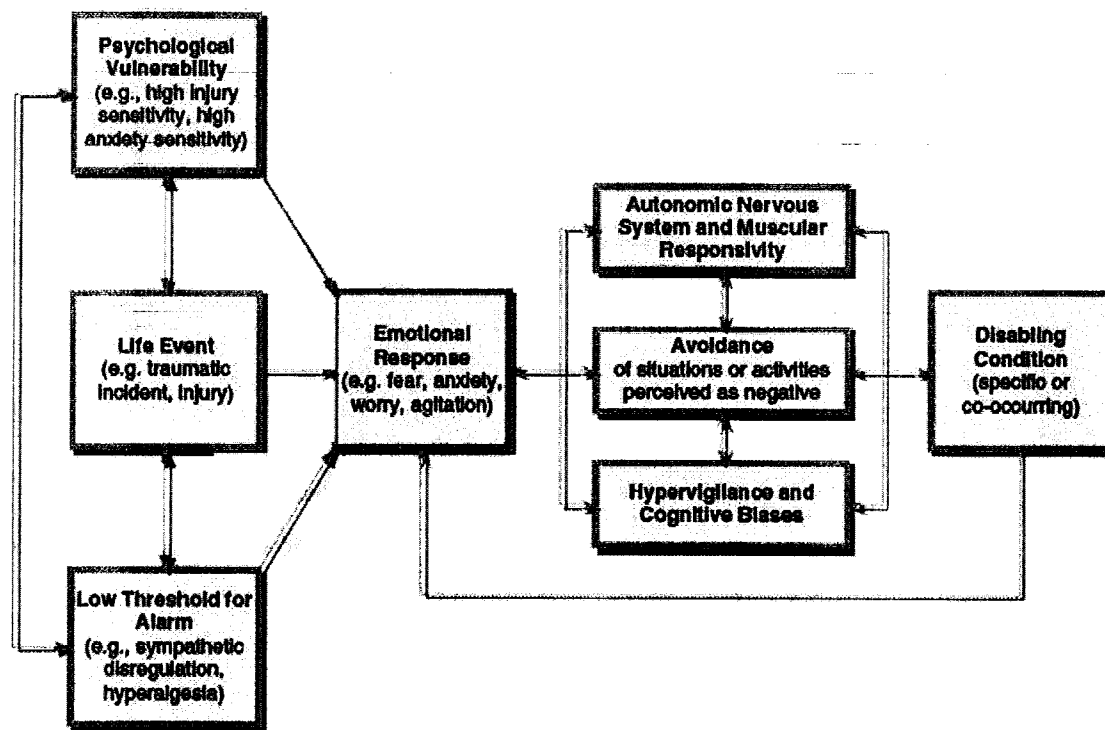 Psychological
Vulnerability
(e.g., high injury
sensitivity, high
anxiety sensitivity)
Life Event
(e.g. traumatic
incident, injury)
Low Threshold for
Alarm
(e.g., sympathetic
disregulation,
hyperalgesia)
Emotional
Response
(e.g. fear, anxiety,
worry, agitation)
Autonomic Nervous
System and Muscular
Responsivity
Avoidance
of situations or activities
perceived as negative
Hypervigilance and
Cognitive Biases
Disabling
Condition
(specific or
co-occurring)